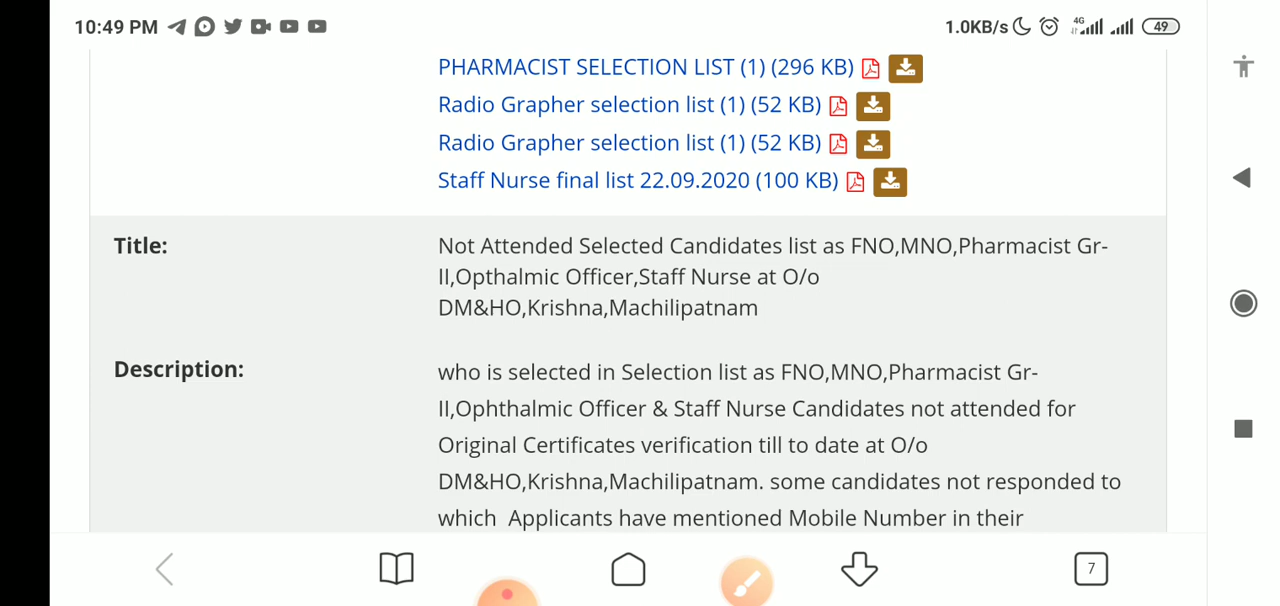 10:49 PM 1.0KB/s 4G 49
PHARMACIST SELECTION LIST (1) (296 KB)
Radio Grapher selection list (1) (52 KB)
Radio Grapher selection list (1) (52 KB)
Staff Nurse final list 22.09.2020 (100 KB)
Title: Not Attended Selected Candidates list as FNO,MNO,Pharmacist Gr-
II,Opthalmic Officer,Staff Nurse at O/o
DM&HO,Krishna,Machilipatnam
Description: who is selected in Selection list as FNO,MNO,Pharmacist Gr-
II,Ophthalmic Officer & Staff Nurse Candidates not attended for
Original Certificates verification till to date at O/o
DM&HO,Krishna,Machilipatnam. some candidates not responded to
which Applicants have mentioned Mobile Number in their
7